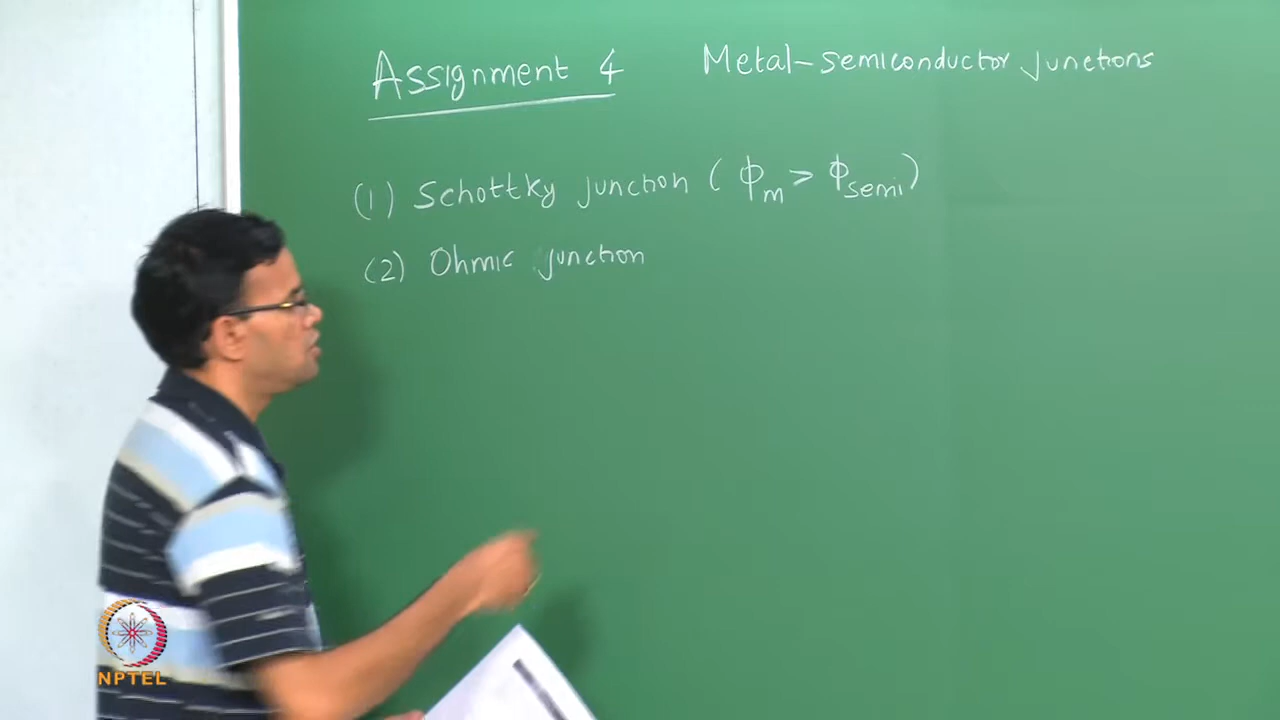 Assignment 4 Metal-semiconductor junctions
(1) Schottky junction (ϕm > ϕsemi)
(2) Ohmic junction
NPTEL